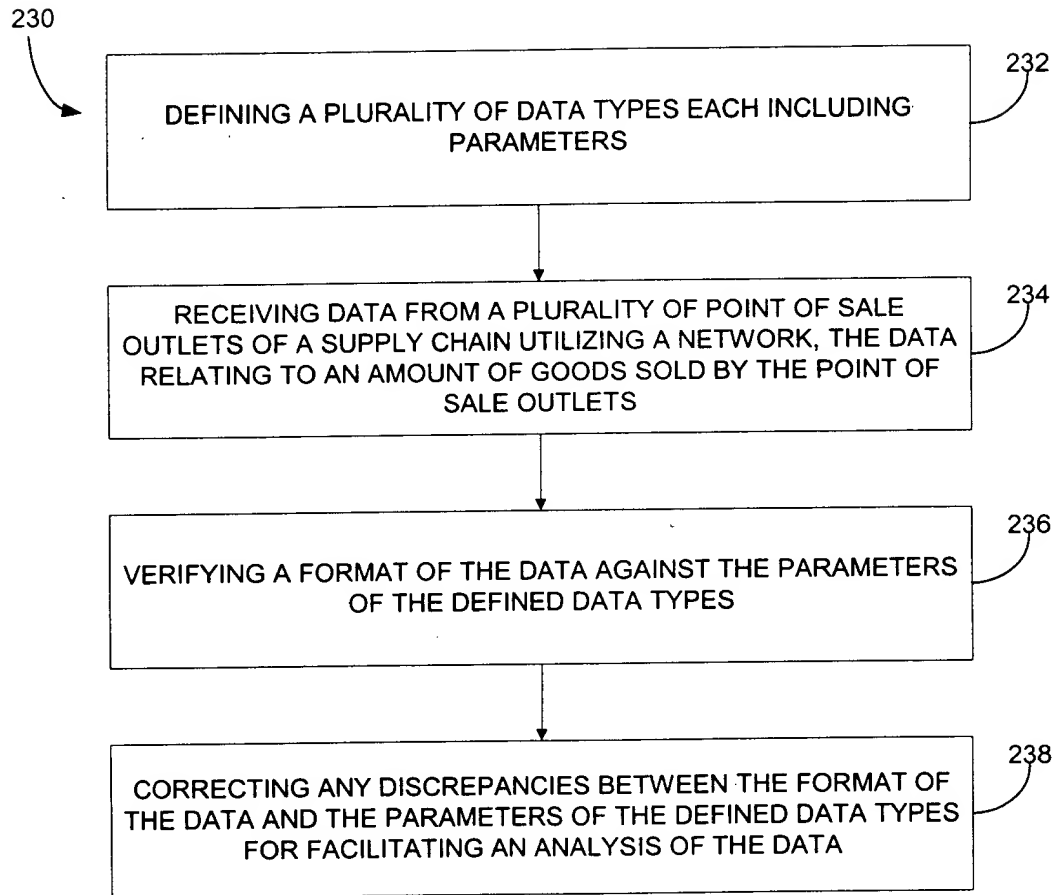 230
232
DEFINING A PLURALITY OF DATA TYPES EACH INCLUDING
PARAMETERS
234
RECEIVING DATA FROM A PLURALITY OF POINT OF SALE
OUTLETS OF A SUPPLY CHAIN UTILIZING A NETWORK, THE DATA
RELATING TO AN AMOUNT OF GOODS SOLD BY THE POINT OF
SALE OUTLETS
236
VERIFYING A FORMAT OF THE DATA AGAINST THE PARAMETERS
OF THE DEFINED DATA TYPES
238
CORRECTING ANY DISCREPANCIES BETWEEN THE FORMAT OF
THE DATA AND THE PARAMETERS OF THE DEFINED DATA TYPES
FOR FACILITATING AN ANALYSIS OF THE DATA